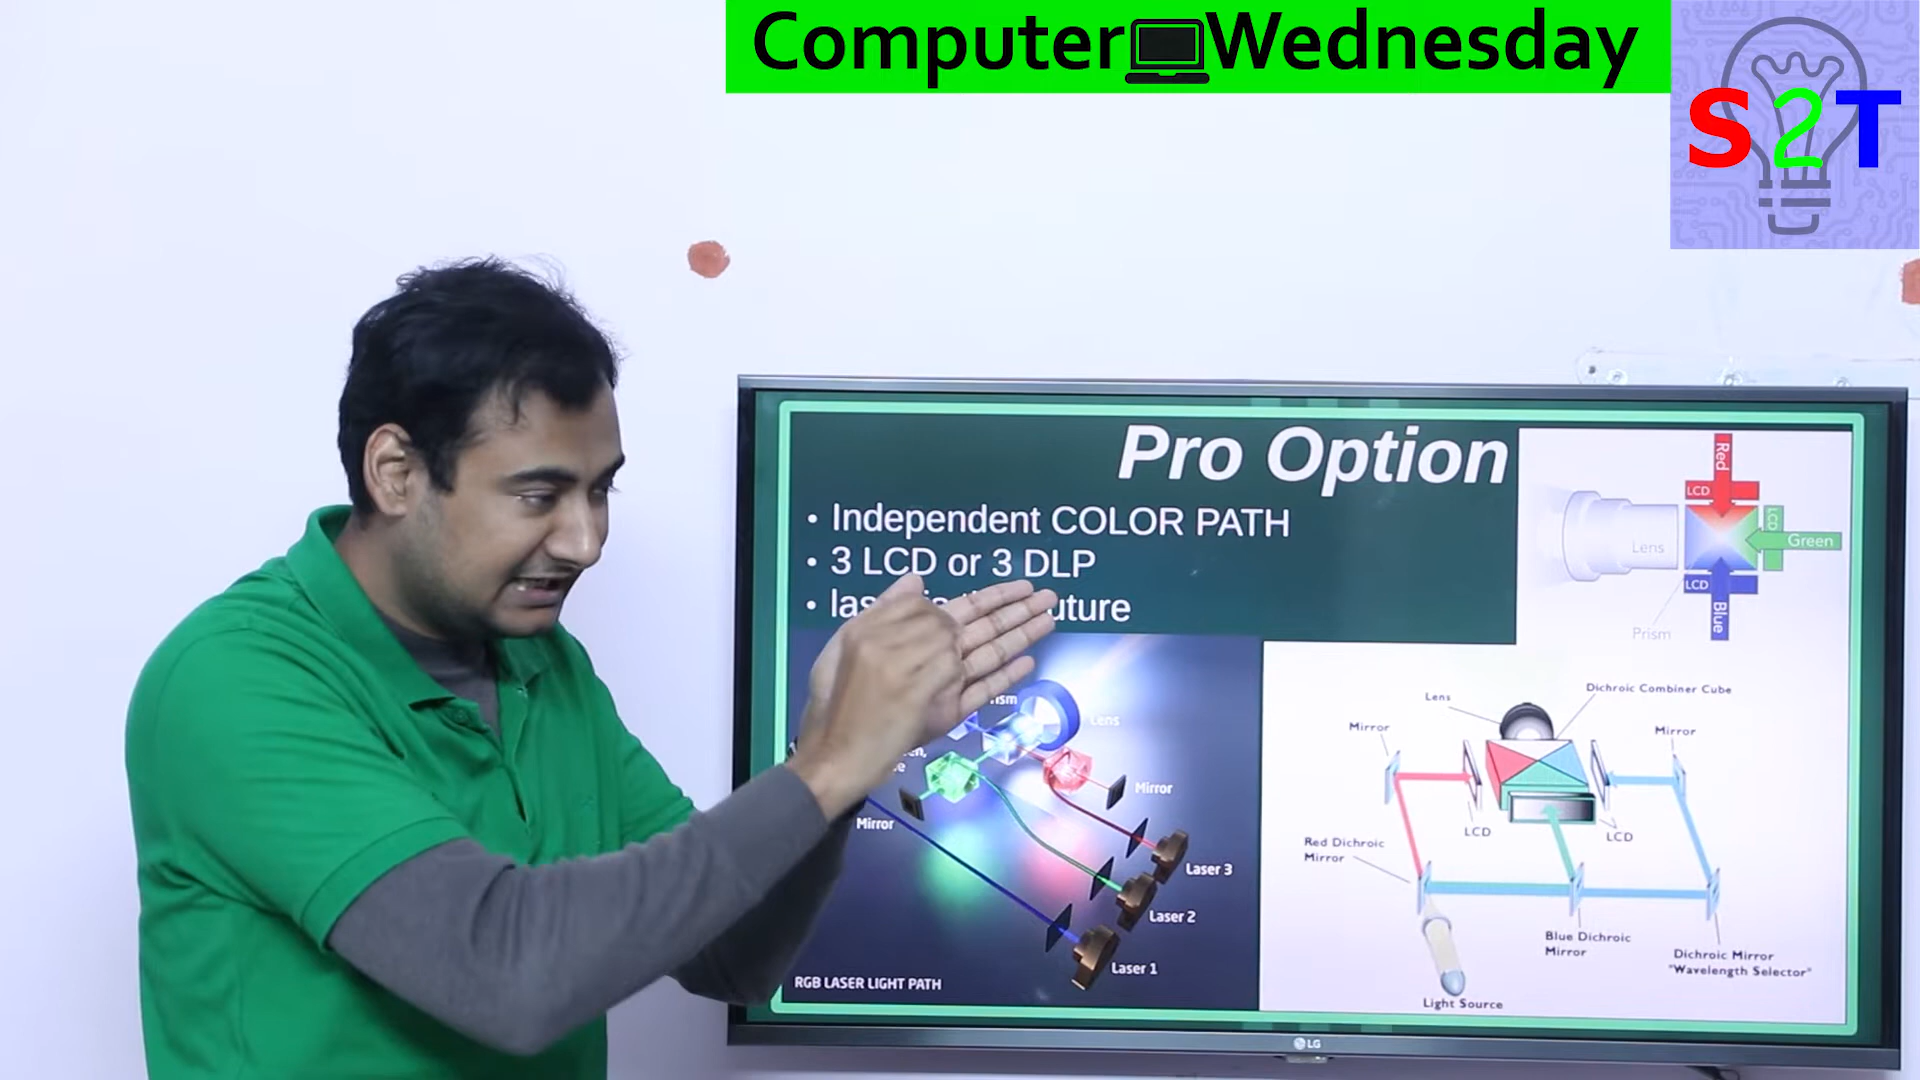 Computer Wednesday
S2T
Pro Option
• Independent COLOR PATH
• 3 LCD or 3 DLP
• uture
Red
LCD
LCD
Green
Lens
LCD
Blue
Prism
Lens
Mirror
Mirror
Laser 3
Laser 2
Laser 1
RGB LASER LIGHT PATH
Dichroic Combiner Cube
Lens
Mirror
Mirror
LCD
LCD
Red Dichroic
Mirror
Blue Dichroic
Mirror
Dichroic Mirror
"Wavelength Selector"
Light Source
LG